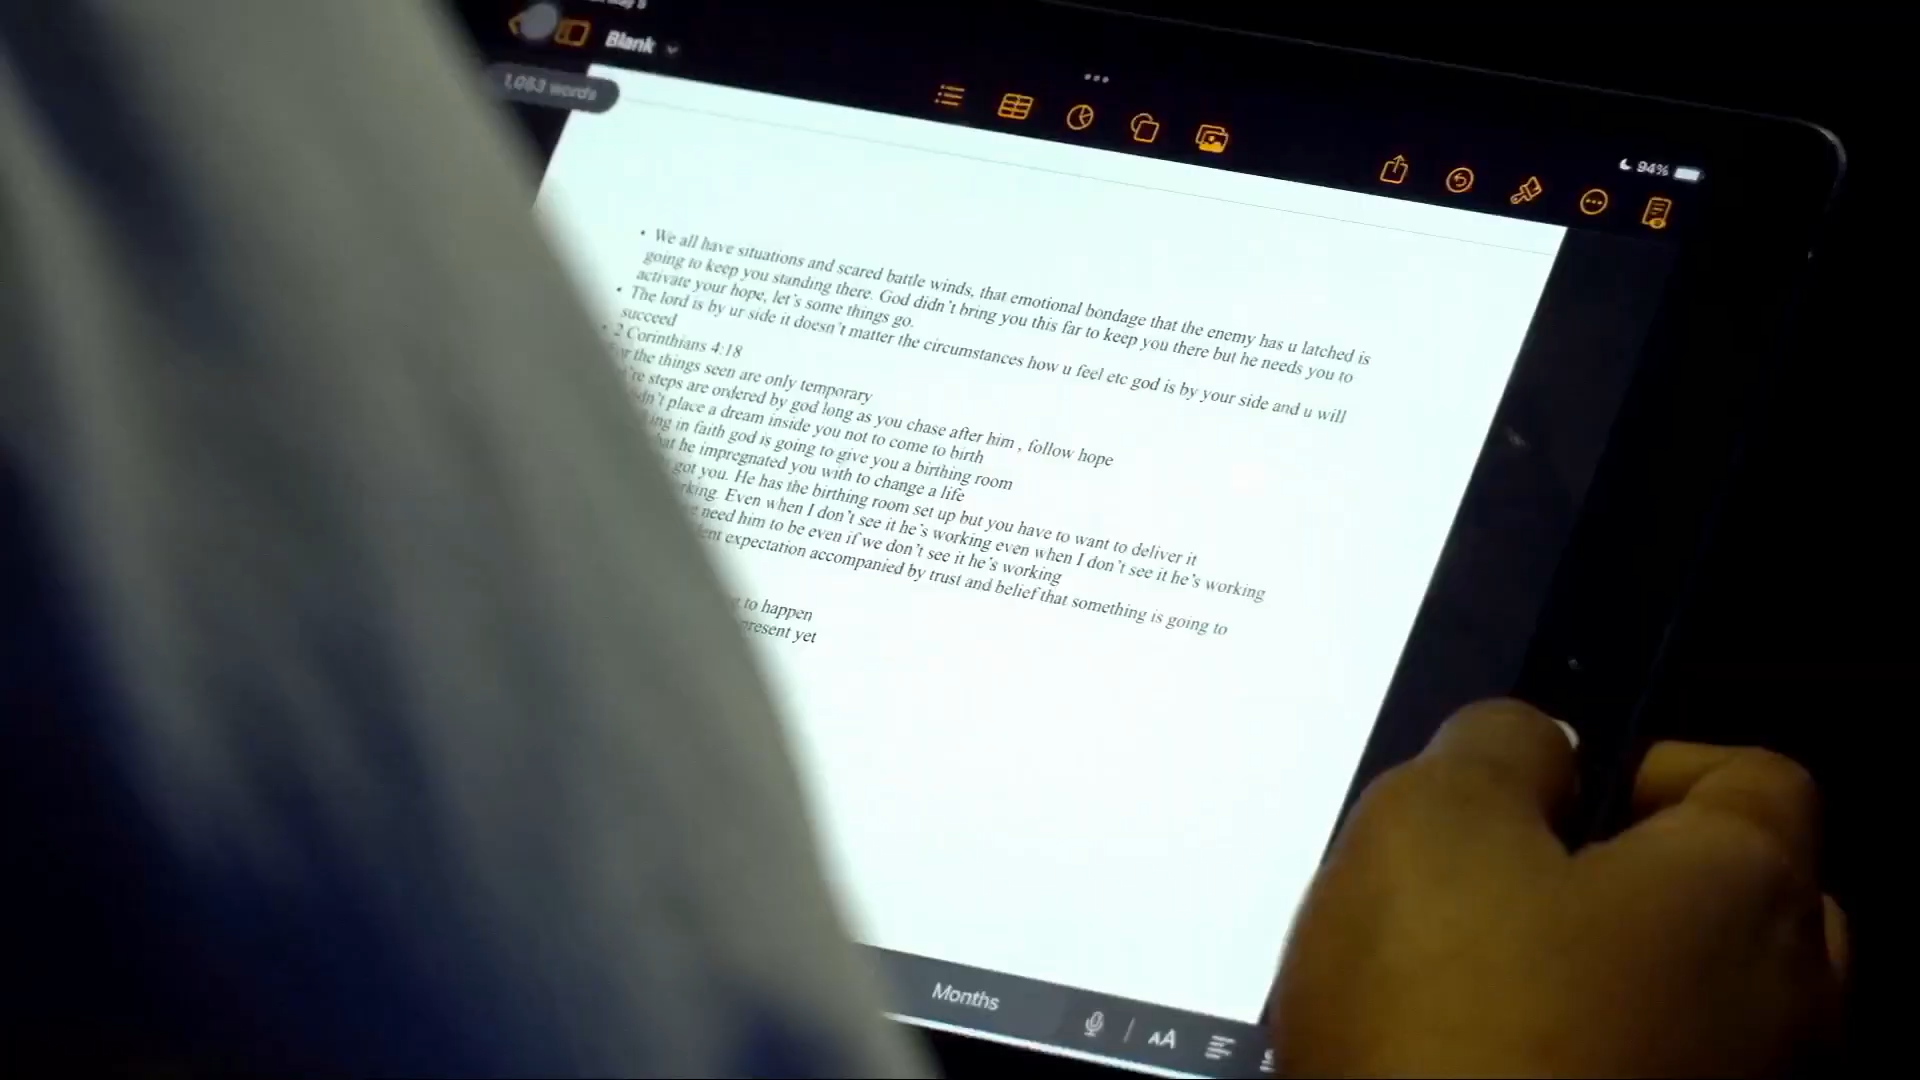 Blank
1,063 words
94%
• We all have situations and scared battle winds, that emotional bondage that the enemy has u latched is
going to keep you standing there. God didn't bring you this far to keep you there but he needs you to
activate your hope, let's some things go.
• The lord is by ur side it doesn't matter the circumstances how u feel etc god is by your side and u will
succeed
• 2 Corinthians 4:18
the things seen are only temporary
steps are ordered by god long as you chase after him , follow hope
place a dream inside you not to come to birth
in faith god is going to give you a birthing room
he impregnated you with to change a life
got you. He has the birthing room set up but you have to want to deliver it
Even when I don't see it he's working even when I don't see it he's working
need him to be even if we don't see it he's working
expectation accompanied by trust and belief that something is going to
to happen
present yet
Months
AA